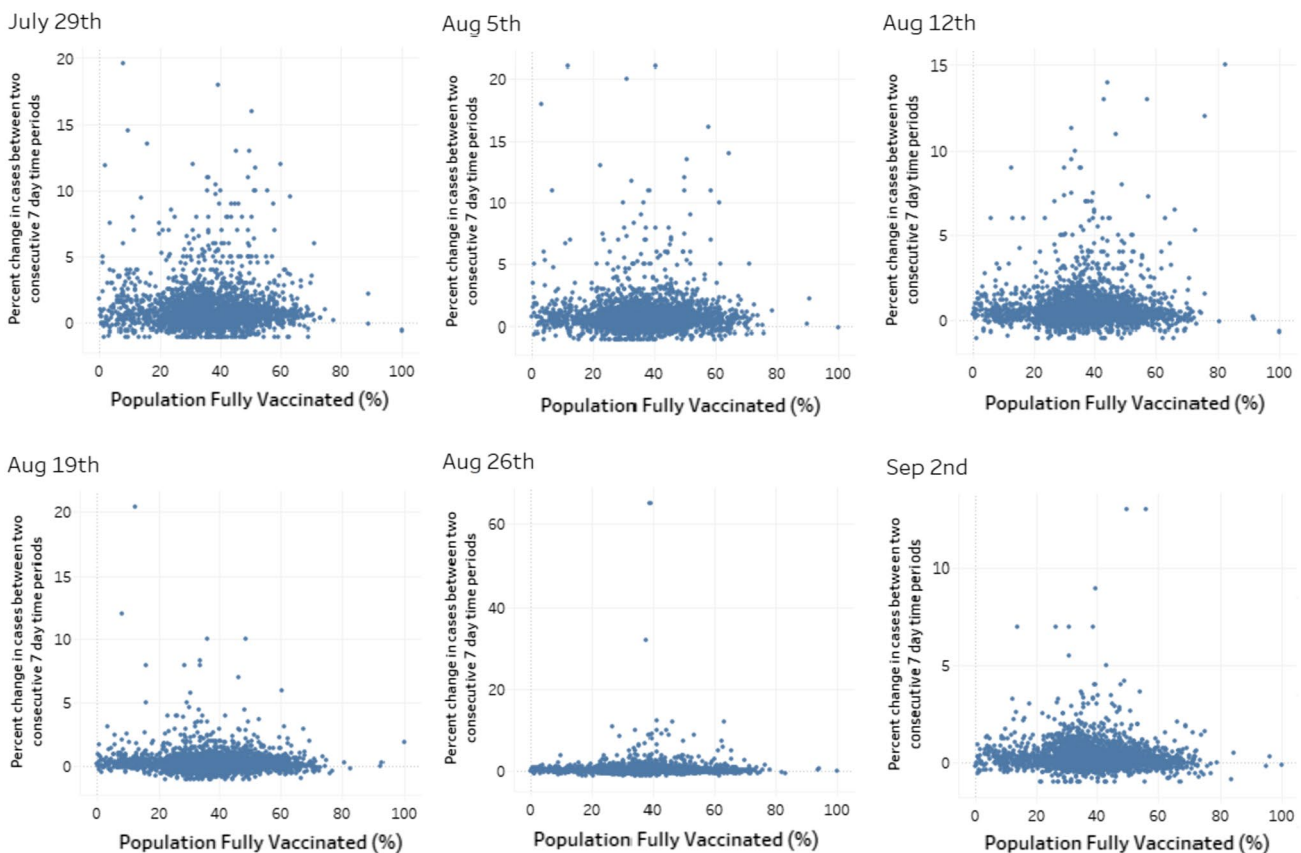 July 29th
Percent change in cases between two
consecutive 7 day time periods
20
15
10
5
0
0 20 40 60 80 100
Population Fully Vaccinated (%)
Aug 5th
Percent change in cases between two
consecutive 7 day time periods
20
15
10
5
0
0 20 40 60 80 100
Population Fully Vaccinated (%)
Aug 12th
Percent change in cases between two
consecutive 7 day time periods
15
10
5
0
0 20 40 60 80 100
Population Fully Vaccinated (%)
Aug 19th
Percent change in cases between two
consecutive 7 day time periods
20
15
10
5
0
0 20 40 60 80 100
Population Fully Vaccinated (%)
Aug 26th
Percent change in cases between two
consecutive 7 day time periods
60
40
20
0
0 20 40 60 80 100
Population Fully Vaccinated (%)
Sep 2nd
Percent change in cases between two
consecutive 7 day time periods
10
5
0
0 20 40 60 80 100
Population Fully Vaccinated (%)